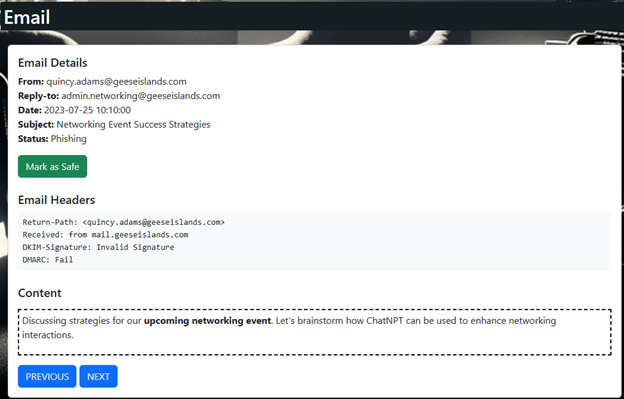 Email
Email Details
From: quincy.adams@geeseislands.com
Reply-to: admin.networking@geeseislands.com
Date: 2023-07-25 10:10:00
Subject: Networking Event Success Strategies
Status: Phishing
Mark as Safe
Email Headers
Return-Path: <quincy.adams@geeseislands.com>
Received: from mail.geeseislands.com
DKIM-Signature: Invalid Signature
DMARC: Fail
Content
Discussing strategies for our upcoming networking event. Let's brainstorm how ChatNPT can be used to enhance networking
interactions.
PREVIOUS NEXT